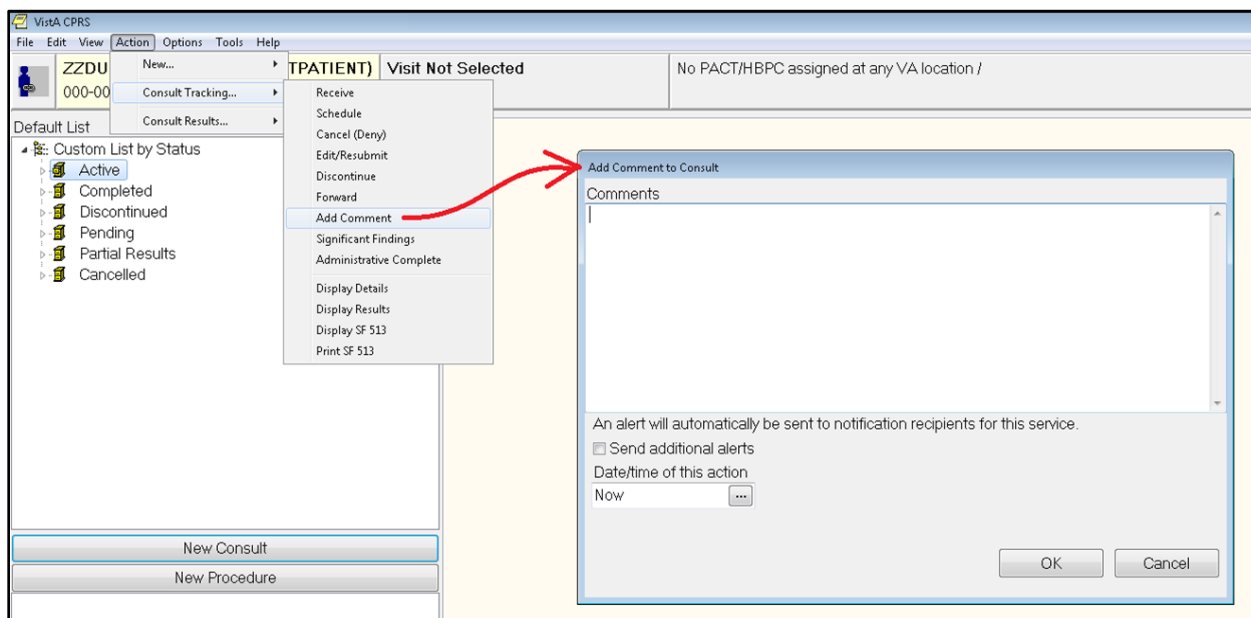 VistA CPRS
File Edit View Action Options Tools Help
ZZDU
000-00
TPATIENT)
Visit Not Selected
No PACT/HBPC assigned at any VA location /
New...
Consult Tracking...
Consult Results...
Receive
Schedule
Cancel (Deny)
Edit/Resubmit
Discontinue
Forward
Add Comment
Significant Findings
Administrative Complete
Display Details
Display Results
Display SF 513
Print SF 513
Default List
Custom List by Status
Active
Completed
Discontinued
Pending
Partial Results
Cancelled
New Consult
New Procedure
Add Comment to Consult
Comments
An alert will automatically be sent to notification recipients for this service.
Send additional alerts
Date/time of this action
Now ...
OK Cancel